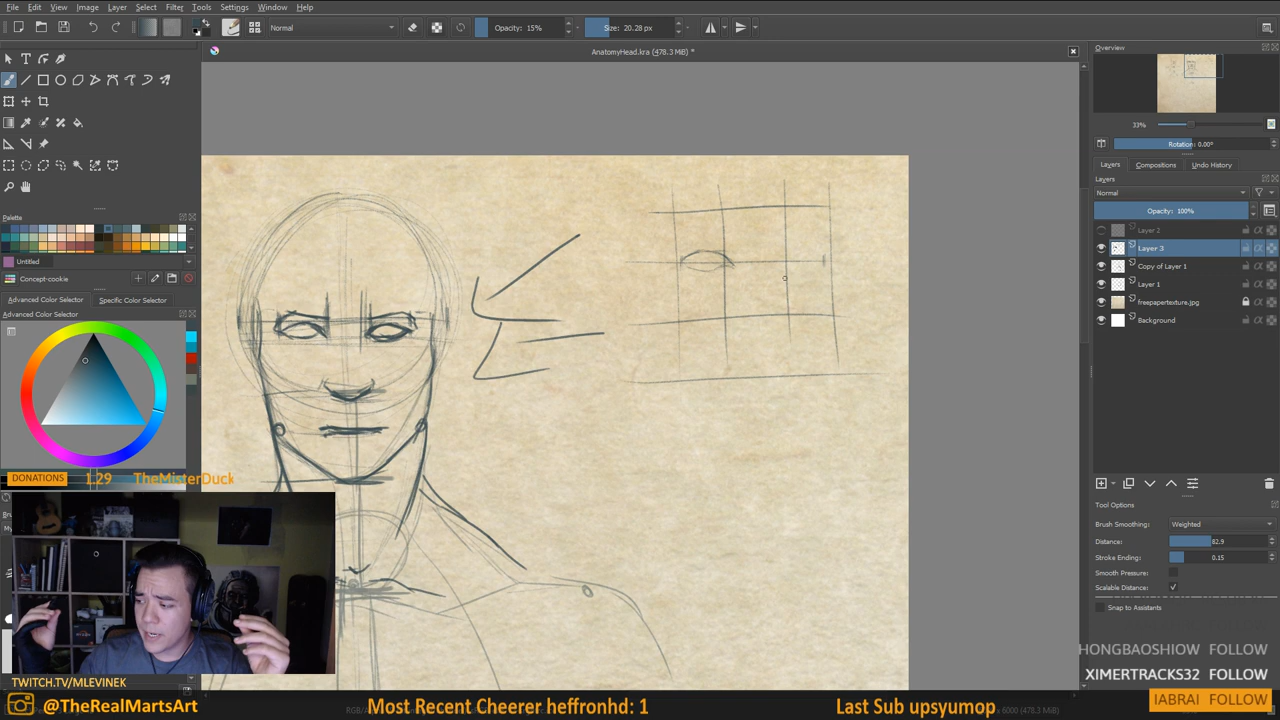 File Edit View Image Layer Select Filter Tools Settings Window Help
Normal
Opacity: 15%
Size: 20.28 px
AnatomyHead.kra (478.3 MiB) *
Overview
33%
Rotation: 0.00°
Layers Compositions Undo History
Layers
Normal
Opacity: 100%
Layer 2
Layer 3
Copy of Layer 1
Layer 1
freepapertexture.jpg
Background
Palette
Untitled
Concept-cookie
Advanced Color Selector Specific Color Selector
Advanced Color Selector
Tool Options
Brush Smoothing: Weighted
Distance: 82.9
Stroke Ending: 0.15
Smooth Pressure:
Scalable Distance:
Snap to Assistants
DONATIONS 1.29 TheMisterDuck
TWITCH.TV/MLEVINEK
@TheRealMartsArt
Most Recent Cheerer heffronhd: 1
Last Sub upsyumop
HONGBAOSHIOW FOLLOW
XIMERTRACKS32 FOLLOW
IABRAI FOLLOW